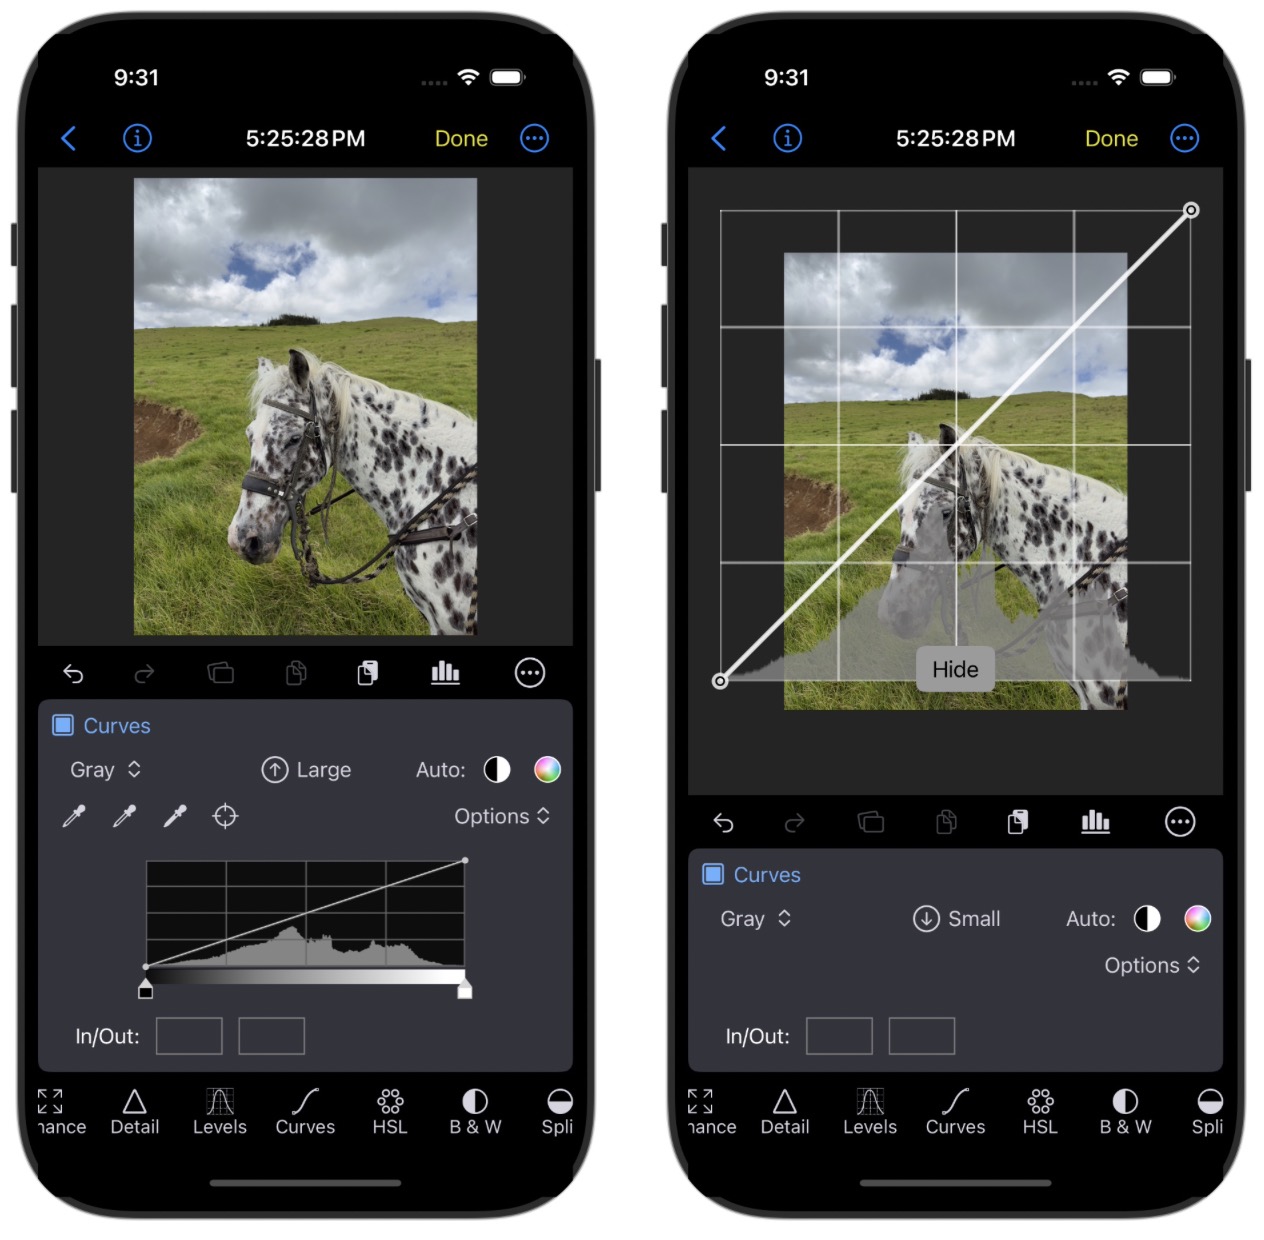 9:31
5:25:28 PM
Done
Curves
Gray
Large
Auto:
Options
In/Out:
nance
Detail
Levels
Curves
HSL
B & W
Spli
9:31
5:25:28 PM
Done
Hide
Curves
Gray
Small
Auto:
Options
In/Out:
nance
Detail
Levels
Curves
HSL
B & W
Spli